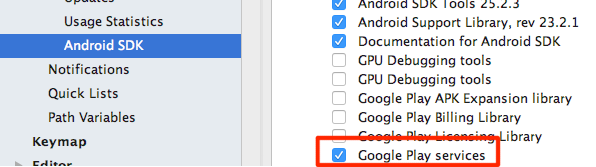 Updates
Usage Statistics
Android SDK
Notifications
Quick Lists
Path Variables
Keymap
Editor
Android SDK Tools 25.2.3
Android Support Library, rev 23.2.1
Documentation for Android SDK
GPU Debugging tools
GPU Debugging tools
Google Play APK Expansion library
Google Play Billing Library
Google Play Licensing Library
Google Play services